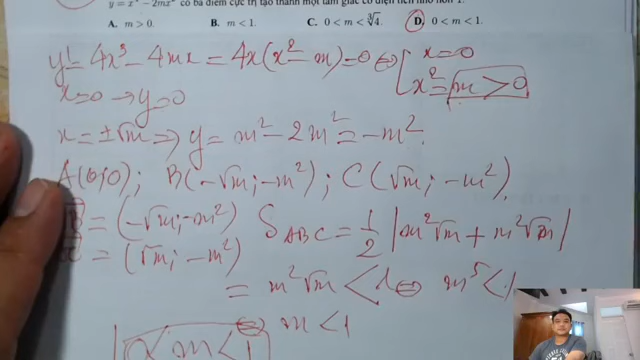 y = x⁴ − 2mx² có ba điểm cực trị tạo thành một tam giác có diện tích nhỏ hơn 1.
A. m > 0. B. m < 1. C. 0 < m < ∛4. D. 0 < m < 1.
y' = 4x³ − 4mx = 4x(x² − m) = 0 ⇔ [ x = 0
x² = m > 0
x = 0 → y = 0
x = ±√m ⇒ y = m² − 2m² = −m².
A(0;0); B(−√m; −m²); C(√m; −m²).
= (−√m; −m²) S_ABC = 1/2 |m²√m + m²√m|
= (√m; −m²)
= m²√m < 1 ⇔ m⁵ < 1
⇔ m < 1
0 < m < 1